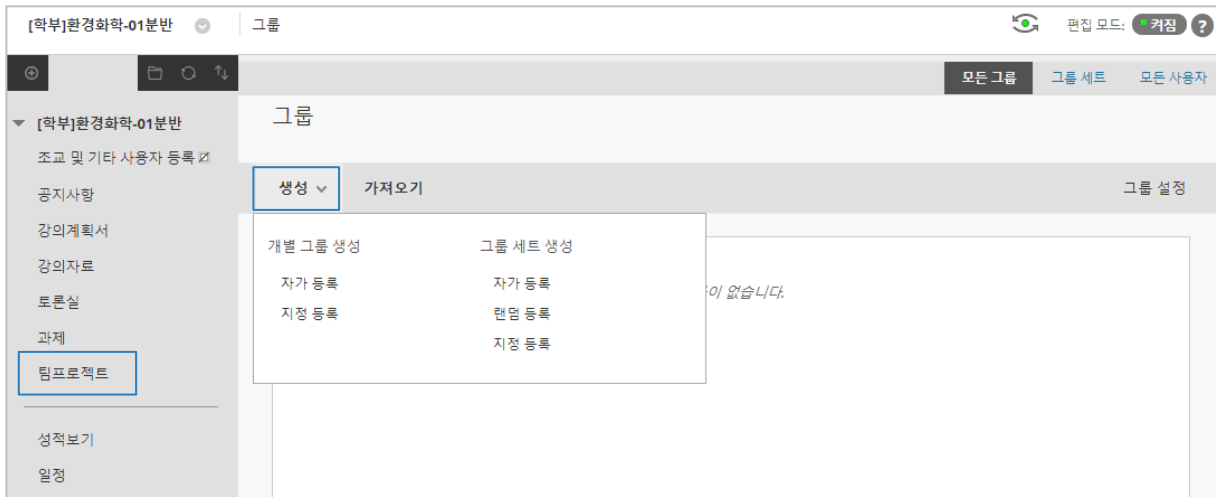 [학부]환경화학-01분반 그룹 편집 모드: 켜짐 ?
모든 그룹 그룹 세트 모든 사용자
[학부]환경화학-01분반
조교 및 기타 사용자 등록
공지사항
강의계획서
강의자료
토론실
과제
팀프로젝트
성적보기
일정
그룹
생성 가져오기 그룹 설정
개별 그룹 생성 그룹 세트 생성
자가 등록 자가 등록
지정 등록 랜덤 등록
지정 등록
이 없습니다.